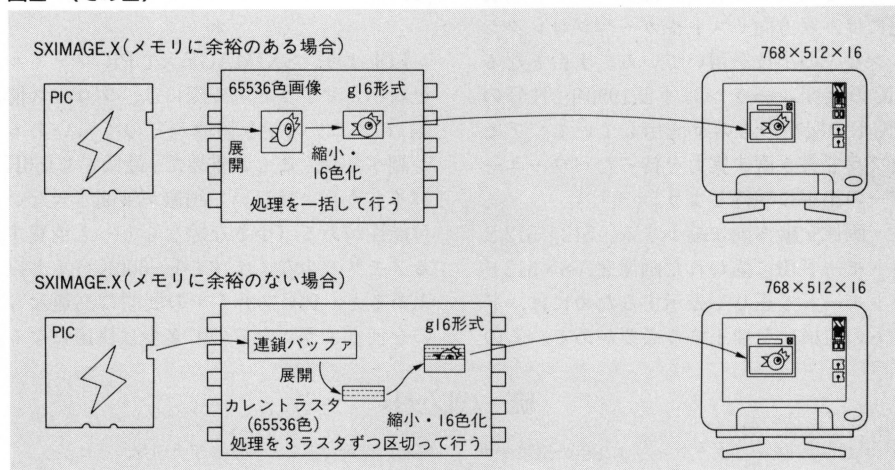 SXIMAGE.X(メモリに余裕のある場合)
768×512×16
PIC
65536色画像
g16形式
展開
縮小・
16色化
処理を一括して行う
SXIMAGE.X(メモリに余裕のない場合)
768×512×16
PIC
g16形式
連鎖バッファ
展開
カレントラスタ
(65536色)
縮小・16色化
処理を3ラスタずつ区切って行う